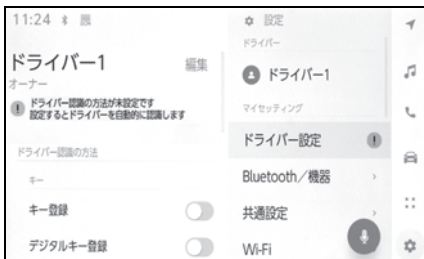 11:24
ドライバー1
編集
オーナー
ドライバー認識の方法が未設定です
設定するとドライバーを自動的に認識します
ドライバー認識の方法
キー
キー登録
デジタルキー登録
設定
ドライバー
ドライバー1
マイセッティング
ドライバー設定
Bluetooth／機器
共通設定
Wi-Fi